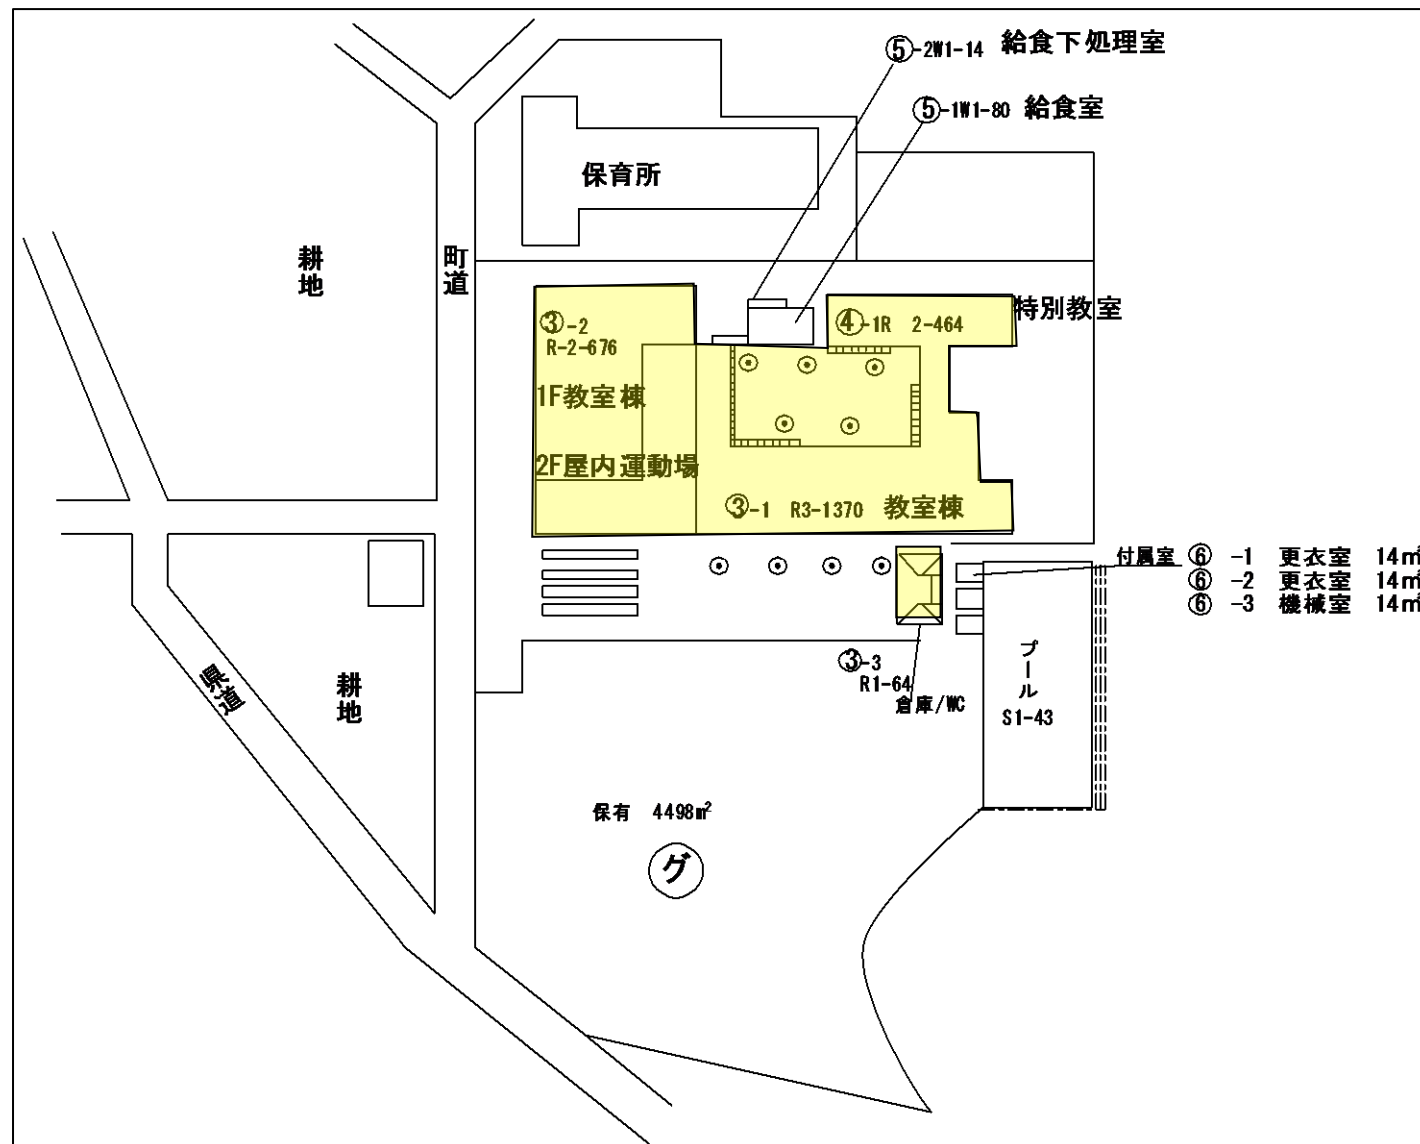 ⑤-2W1-14 給食下処理室
⑤-1W1-80 給食室
保育所
耕地
町道
特別教室
③-2
R-2-676
④-1R 2-464
1F教室棟
2F屋内運動場
③-1 R3-1370 教室棟
付属室 ⑥ -1 更衣室 14㎡
⑥ -2 更衣室 14㎡
⑥ -3 機械室 14㎡
③-3
R1-64
倉庫/WC
プール
S1-43
県道
耕地
保有 4498㎡
グ